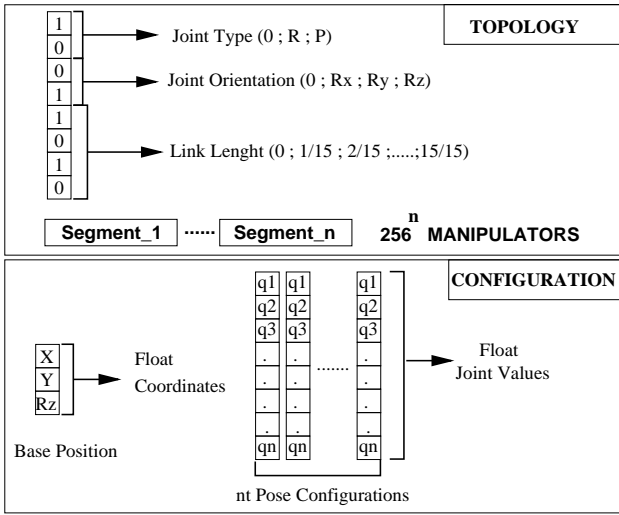 TOPOLOGY
1
0
0
1
1
0
1
0
Joint Type (0 ; R ; P)
Joint Orientation (0 ; Rx ; Ry ; Rz)
Link Lenght (0 ; 1/15 ; 2/15 ;.....;15/15)
Segment_1 ...... Segment_n 256^n MANIPULATORS
CONFIGURATION
X
Y
Rz
Float
Coordinates
Base Position
q1 q1 q1
q2 q2 q2
q3 q3 q3
. . .
. . ....... .
. . .
. . .
qn qn qn
Float
Joint Values
nt Pose Configurations